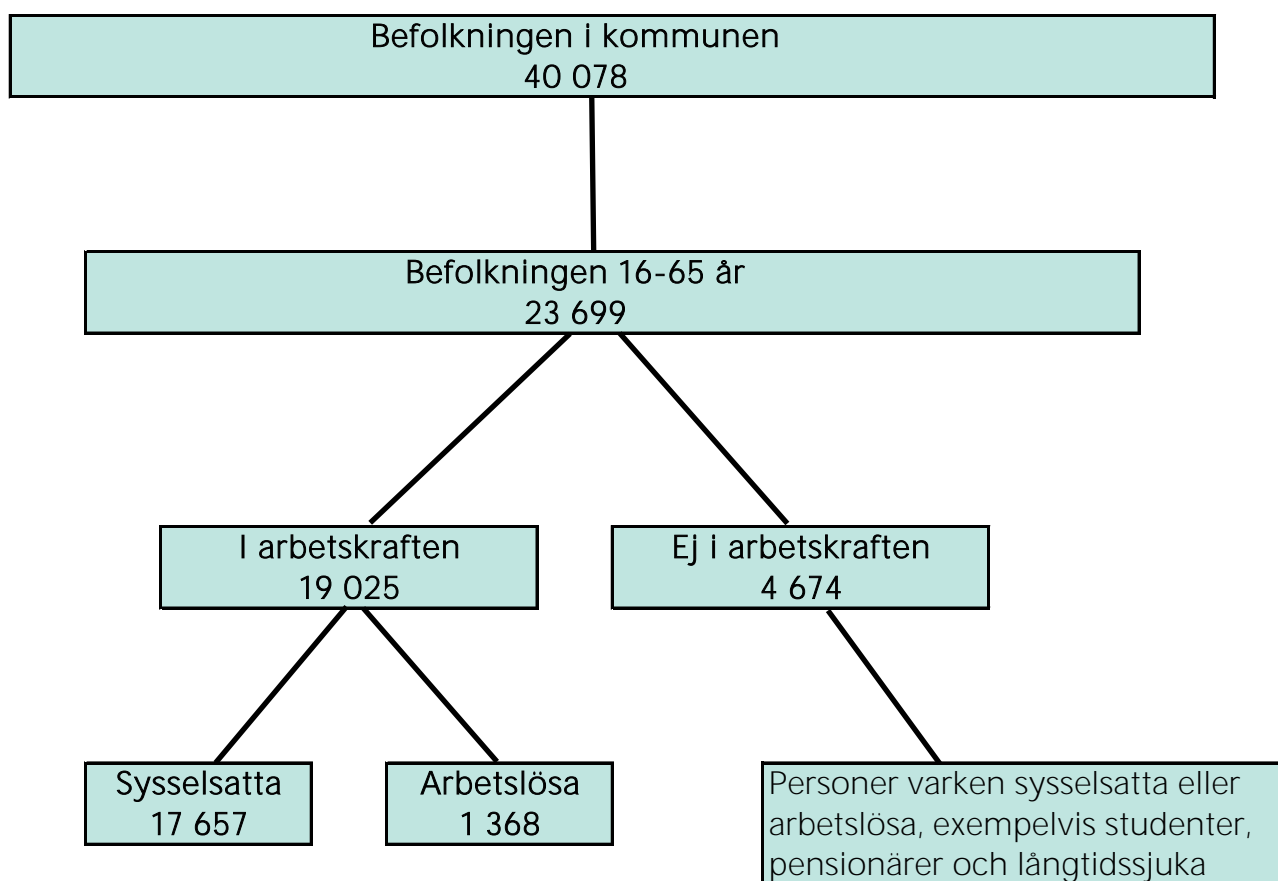 Befolkningen i kommunen
40 078
Befolkningen 16-65 år
23 699
I arbetskraften
19 025
Ej i arbetskraften
4 674
Sysselsatta
17 657
Arbetslösa
1 368
Personer varken sysselsatta eller
arbetslösa, exempelvis studenter,
pensionärer och långtidssjuka